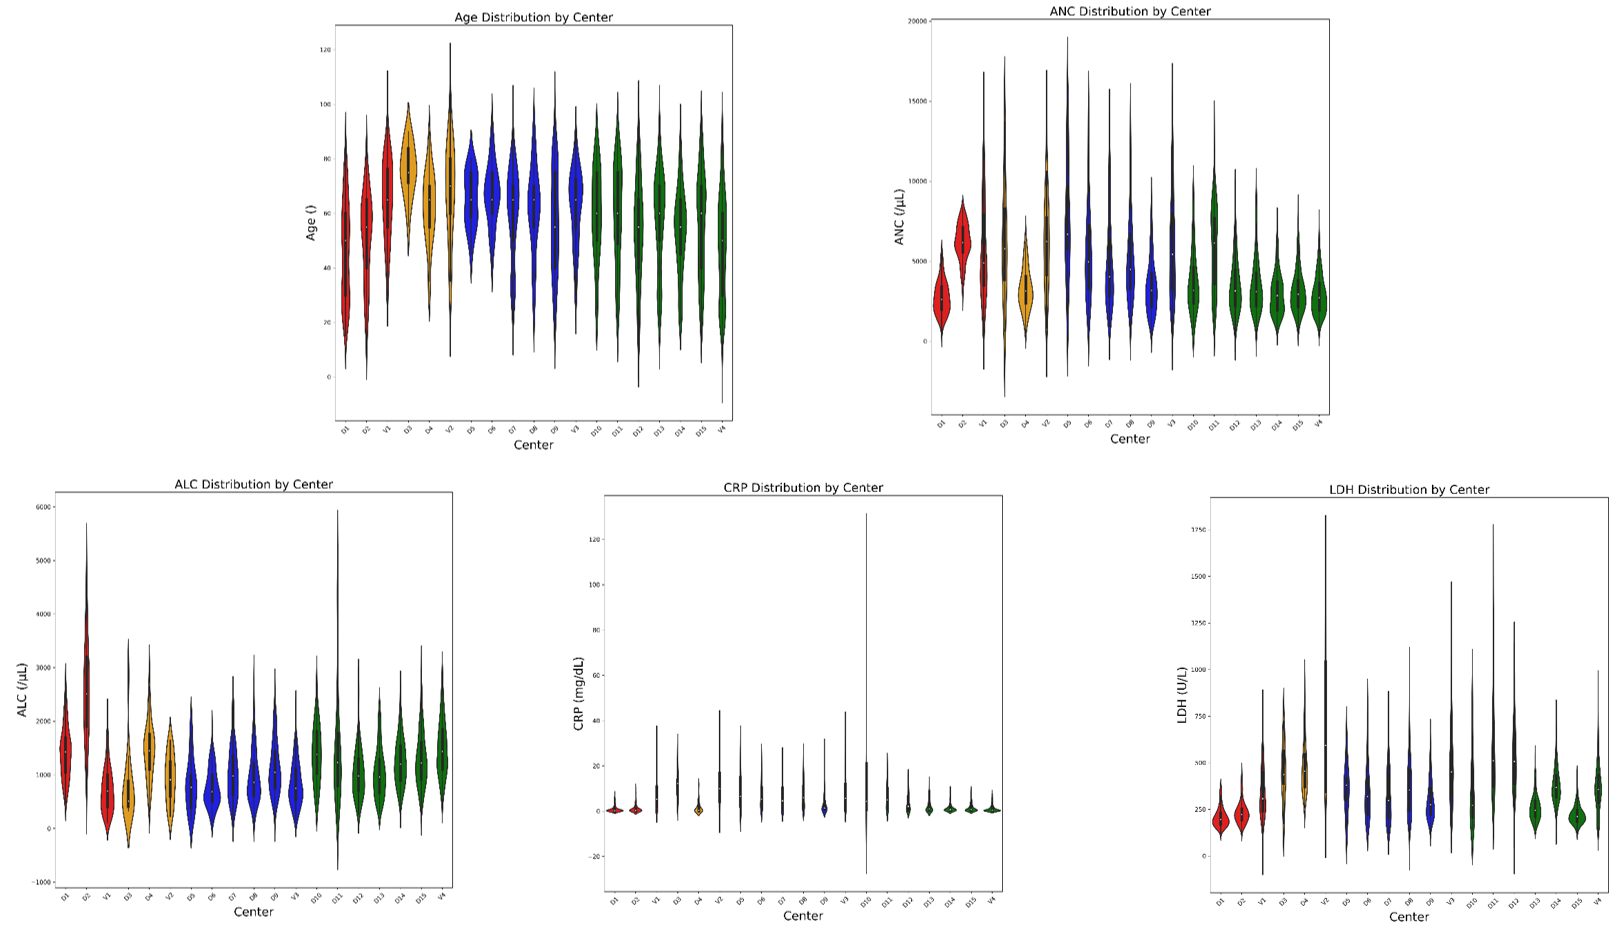 Age Distribution by Center
120
100
80
60
40
20
0
Age ()
D1 D2 V1 D3 D4 V2 D5 D6 D7 D8 D9 V3 D10 D11 D12 D13 D14 D15 V4
Center
ANC Distribution by Center
20000
15000
10000
5000
0
ANC (/μL)
D1 D2 V1 D3 D4 V2 D5 D6 D7 D8 D9 V3 D10 D11 D12 D13 D14 D15 V4
Center
ALC Distribution by Center
6000
5000
4000
3000
2000
1000
0
−1000
ALC (/μL)
D1 D2 V1 D3 D4 V2 D5 D6 D7 D8 D9 V3 D10 D11 D12 D13 D14 D15 V4
Center
CRP Distribution by Center
120
100
80
60
40
20
0
−20
CRP (mg/dL)
D1 D2 V1 D3 D4 V2 D5 D6 D7 D8 D9 V3 D10 D11 D12 D13 D14 D15 V4
Center
LDH Distribution by Center
1750
1500
1250
1000
750
500
250
0
LDH (U/L)
D1 D2 V1 D3 D4 V2 D5 D6 D7 D8 D9 V3 D10 D11 D12 D13 D14 D15 V4
Center